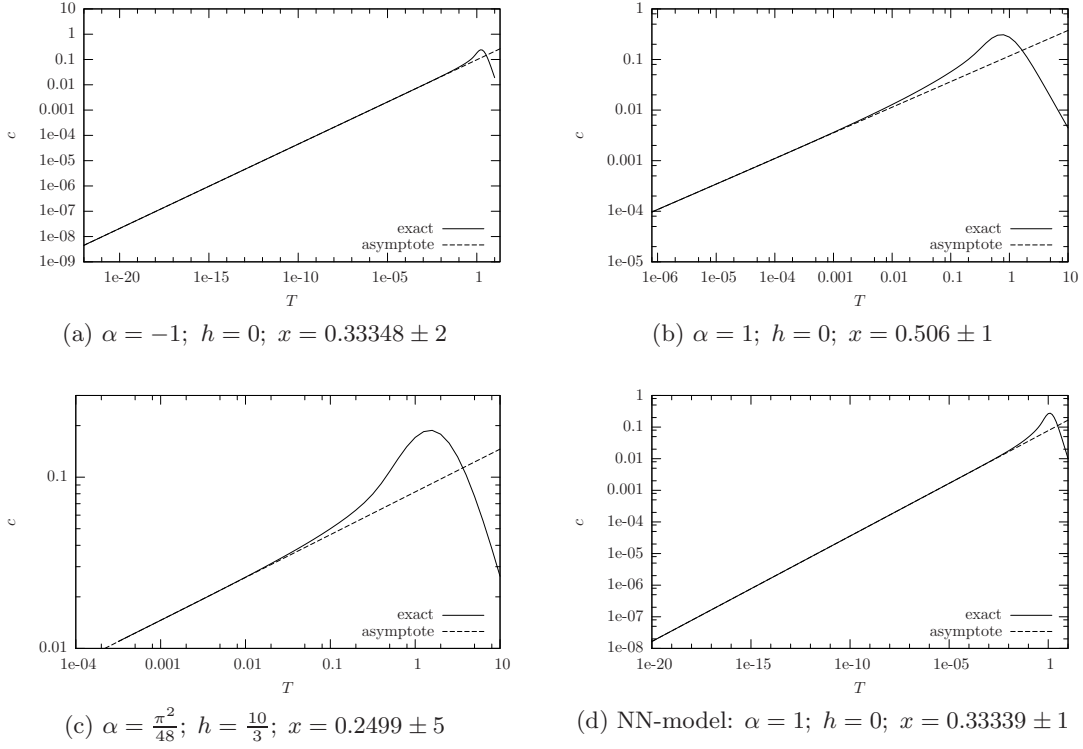 10
1
0.1
0.01
0.001
1e-04
1e-05
1e-06
1e-07
1e-08
1e-09
c
exact
asymptote
1e-20 1e-15 1e-10 1e-05 1
T
(a) α = −1; h = 0; x = 0.33348 ± 2
1
0.1
0.01
0.001
1e-04
1e-05
c
exact
asymptote
1e-06 1e-05 1e-04 0.001 0.01 0.1 1 10
T
(b) α = 1; h = 0; x = 0.506 ± 1
0.1
0.01
c
exact
asymptote
1e-04 0.001 0.01 0.1 1 10
T
(c) α = π²/48; h = 10/3; x = 0.2499 ± 5
1
0.1
0.01
0.001
1e-04
1e-05
1e-06
1e-07
1e-08
c
exact
asymptote
1e-20 1e-15 1e-10 1e-05 1
T
(d) NN-model: α = 1; h = 0; x = 0.33339 ± 1